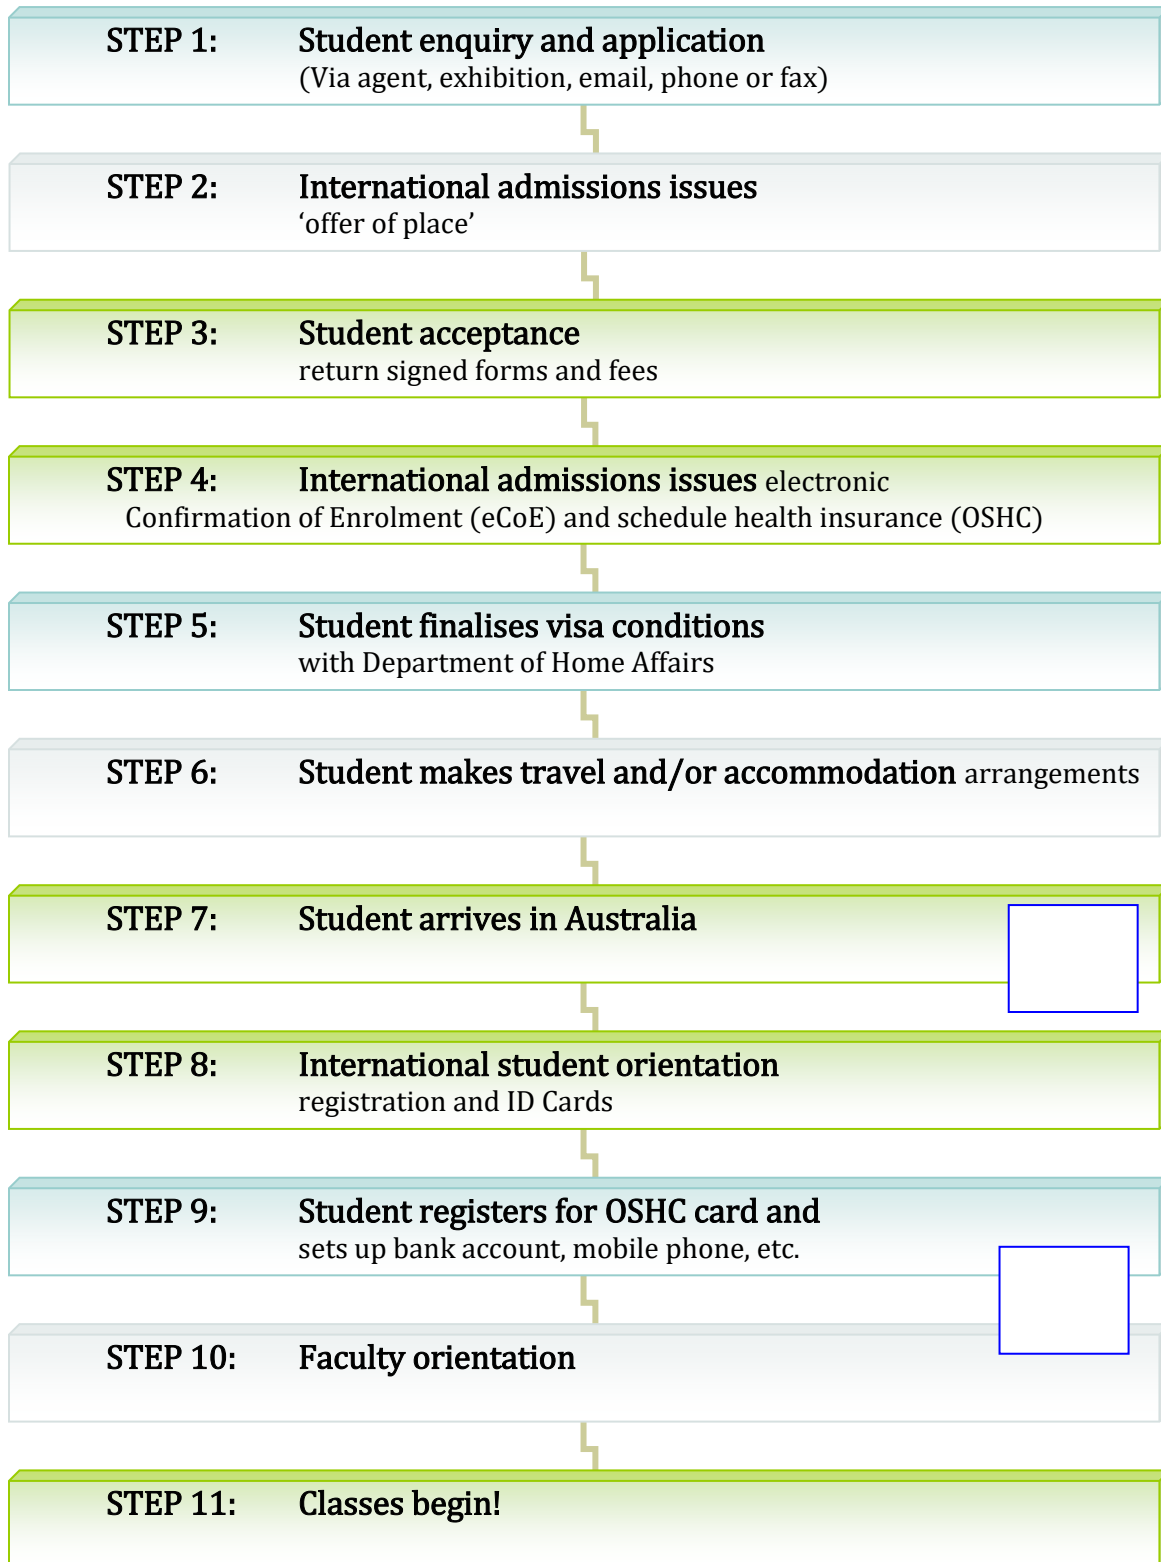 STEP 1: Student enquiry and application
(Via agent, exhibition, email, phone or fax)
STEP 2: International admissions issues
‘offer of place’
STEP 3: Student acceptance
return signed forms and fees
STEP 4: International admissions issues electronic
Confirmation of Enrolment (eCoE) and schedule health insurance (OSHC)
STEP 5: Student finalises visa conditions
with Department of Home Affairs
STEP 6: Student makes travel and/or accommodation arrangements
STEP 7: Student arrives in Australia
STEP 8: International student orientation
registration and ID Cards
STEP 9: Student registers for OSHC card and
sets up bank account, mobile phone, etc.
STEP 10: Faculty orientation
STEP 11: Classes begin!